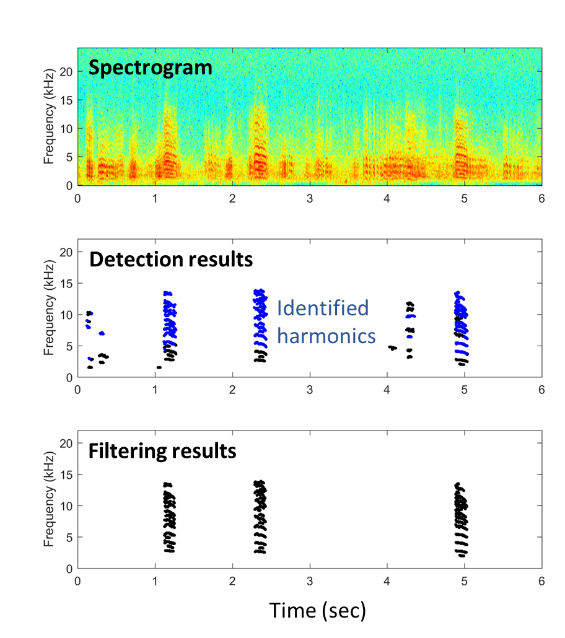 Spectrogram
Frequency (kHz)
20
15
10
5
0
0 1 2 3 4 5 6
Detection results
Identified
harmonics
Frequency (kHz)
20
15
10
5
0
0 1 2 3 4 5 6
Filtering results
Frequency (kHz)
20
15
10
5
0
0 1 2 3 4 5 6
Time (sec)